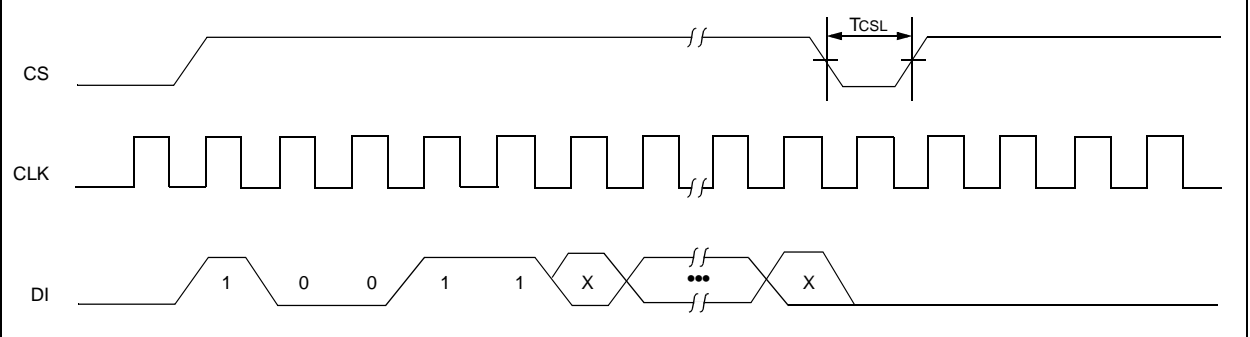 TCSL
CS
CLK
DI
1 0 0 1 1 X ••• X